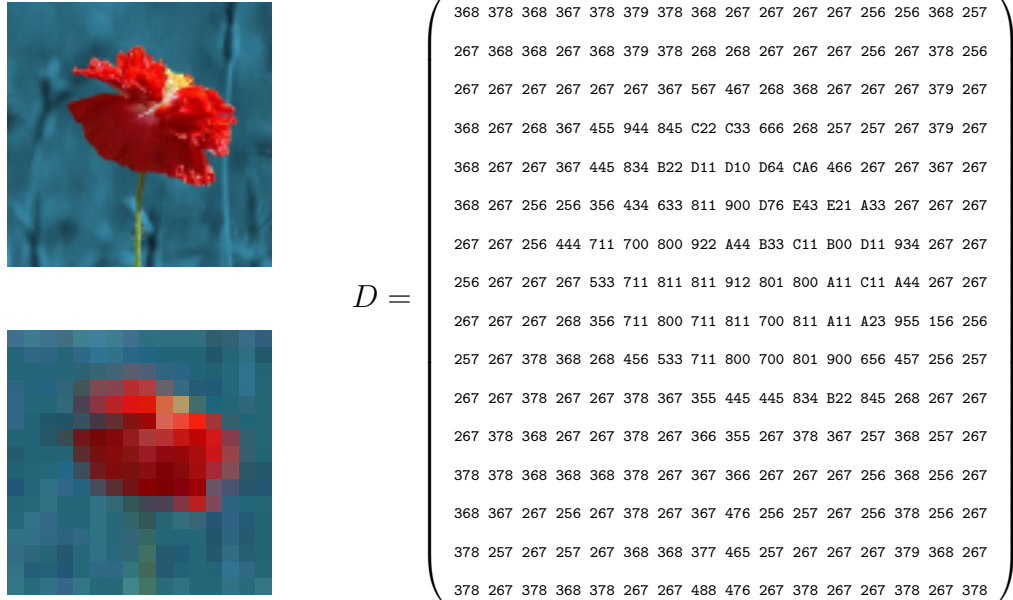 368 378 368 367 378 379 378 368 267 267 267 267 256 256 368 257
267 368 368 267 368 379 378 268 268 267 267 267 256 267 378 256
267 267 267 267 267 267 367 567 467 268 368 267 267 267 379 267
368 267 268 367 455 944 845 C22 C33 666 268 257 257 267 379 267
368 267 267 367 445 834 B22 D11 D10 D64 CA6 466 267 267 367 267
368 267 256 256 356 434 633 811 900 D76 E43 E21 A33 267 267 267
267 267 256 444 711 700 800 922 A44 B33 C11 B00 D11 934 267 267
D =
256 267 267 267 533 711 811 811 912 801 800 A11 C11 A44 267 267
267 267 267 268 356 711 800 711 811 700 811 A11 A23 955 156 256
257 267 378 368 268 456 533 711 800 700 801 900 656 457 256 257
267 267 378 267 267 378 367 355 445 445 834 B22 845 268 267 267
267 378 368 267 267 378 267 366 355 267 378 367 257 368 257 267
378 378 368 368 368 378 267 367 366 267 267 267 256 368 256 267
368 367 267 256 267 378 267 367 476 256 257 267 256 378 256 267
378 257 267 257 267 368 368 377 465 257 267 267 267 379 368 267
378 267 378 368 378 267 267 488 476 267 378 267 267 378 267 378